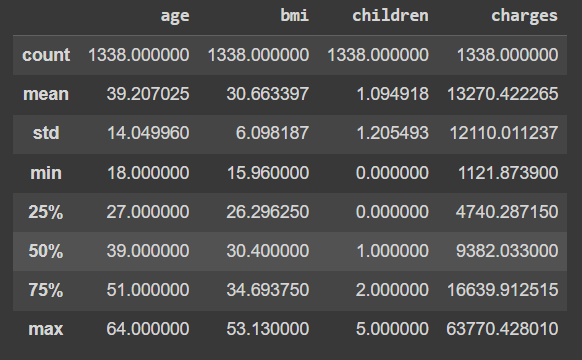 age bmi children charges
count 1338.000000 1338.000000 1338.000000 1338.000000
mean 39.207025 30.663397 1.094918 13270.422265
std 14.049960 6.098187 1.205493 12110.011237
min 18.000000 15.960000 0.000000 1121.873900
25% 27.000000 26.296250 0.000000 4740.287150
50% 39.000000 30.400000 1.000000 9382.033000
75% 51.000000 34.693750 2.000000 16639.912515
max 64.000000 53.130000 5.000000 63770.428010